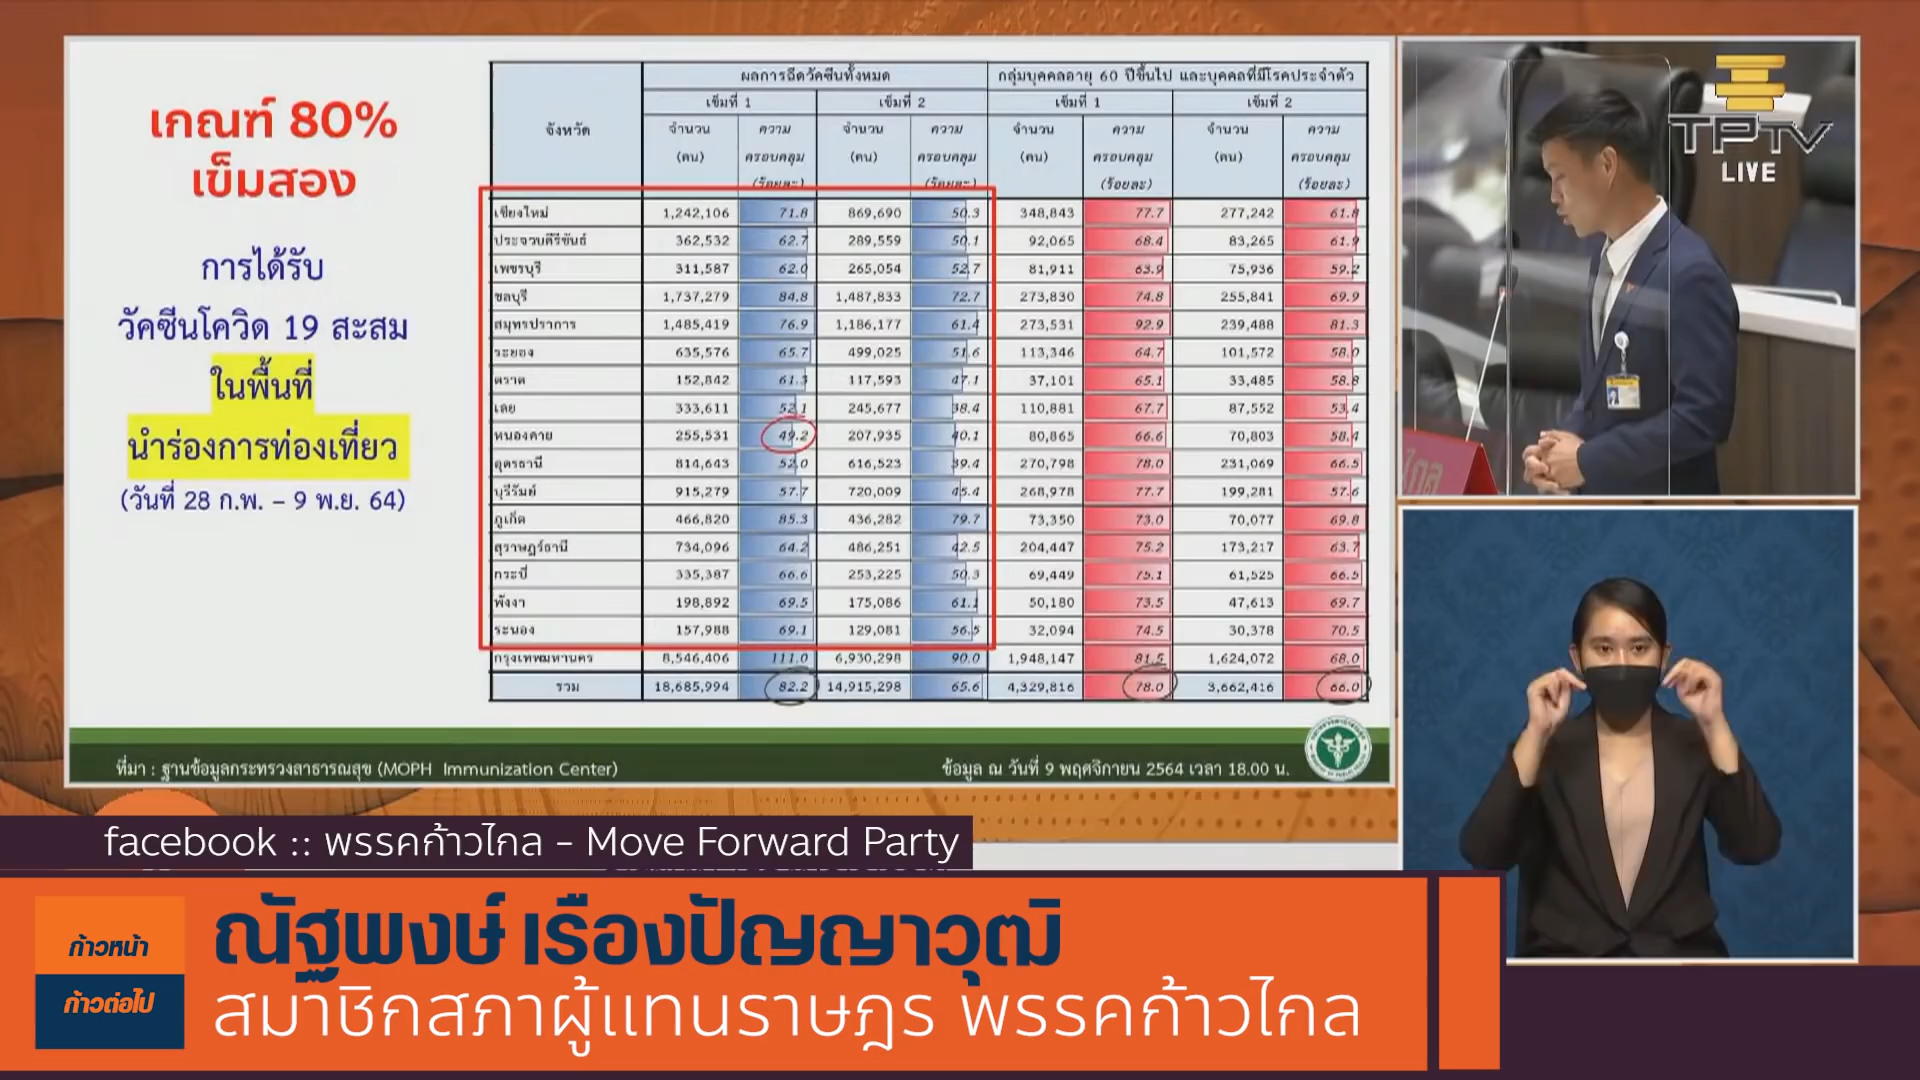 เกณฑ์ 80%
เข็มสอง
การได้รับ
วัคซีนโควิด 19 สะสม
ในพื้นที่
นำร่องการท่องเที่ยว
(วันที่ 28 ก.พ. – 9 พ.ย. 64)
จังหวัด ผลการฉีดวัคซีนทั้งหมด กลุ่มบุคคลอายุ 60 ปีขึ้นไป และบุคคลที่มีโรคประจำตัว
เข็มที่ 1 เข็มที่ 2 เข็มที่ 1 เข็มที่ 2
จำนวน ความ จำนวน ความ จำนวน ความ จำนวน ความ
(คน) ครอบคลุม (คน) ครอบคลุม (คน) ครอบคลุม (คน) ครอบคลุม
(ร้อยละ) (ร้อยละ) (ร้อยละ) (ร้อยละ)
เชียงใหม่ 1,242,106 71.8 869,690 50.3 348,843 77.7 277,242 61.8
ประจวบคีรีขันธ์ 362,532 62.7 289,559 50.1 92,065 68.4 83,265 61.9
เพชรบุรี 311,587 62.0 265,054 52.7 81,911 63.9 75,936 59.2
ชลบุรี 1,737,279 84.8 1,487,833 72.7 273,830 74.8 255,841 69.9
สมุทรปราการ 1,485,419 76.9 1,186,177 61.4 273,531 92.9 239,488 81.3
ระยอง 635,576 65.7 499,025 51.6 113,346 64.7 101,572 58.0
ตราด 152,842 61.3 117,593 47.1 37,101 65.1 33,485 58.8
เลย 333,611 52.1 245,677 38.4 110,881 67.7 87,552 53.4
หนองคาย 255,531 49.2 207,935 40.1 80,865 66.6 70,803 58.4
อุดรธานี 814,643 52.0 616,523 39.4 270,798 78.0 231,069 66.5
บุรีรัมย์ 915,279 57.7 720,009 45.4 268,978 77.7 199,281 57.6
ภูเก็ต 466,820 85.3 436,282 79.7 73,350 73.0 70,077 69.8
สุราษฎร์ธานี 734,096 64.2 486,251 42.5 204,447 75.2 173,217 63.7
กระบี่ 335,387 66.6 253,225 50.3 69,449 75.1 61,525 66.5
พังงา 198,892 69.5 175,086 61.1 50,180 73.5 47,613 69.7
ระนอง 157,988 69.1 129,081 56.5 32,094 74.5 30,378 70.5
กรุงเทพมหานคร 8,546,406 111.0 6,930,298 90.0 1,948,147 81.5 1,624,072 68.0
รวม 18,685,994 82.2 14,915,298 65.6 4,329,816 78.0 3,662,416 66.0
ที่มา : ฐานข้อมูลกระทรวงสาธารณสุข (MOPH Immunization Center) ข้อมูล ณ วันที่ 9 พฤศจิกายน 2564 เวลา 18.00 น.
TPTV
LIVE
facebook :: พรรคก้าวไกล - Move Forward Party
ก้าวหน้า
ก้าวต่อไป
ณัฐพงษ์ เรืองปัญญาวุฒิ
สมาชิกสภาผู้แทนราษฎร พรรคก้าวไกล